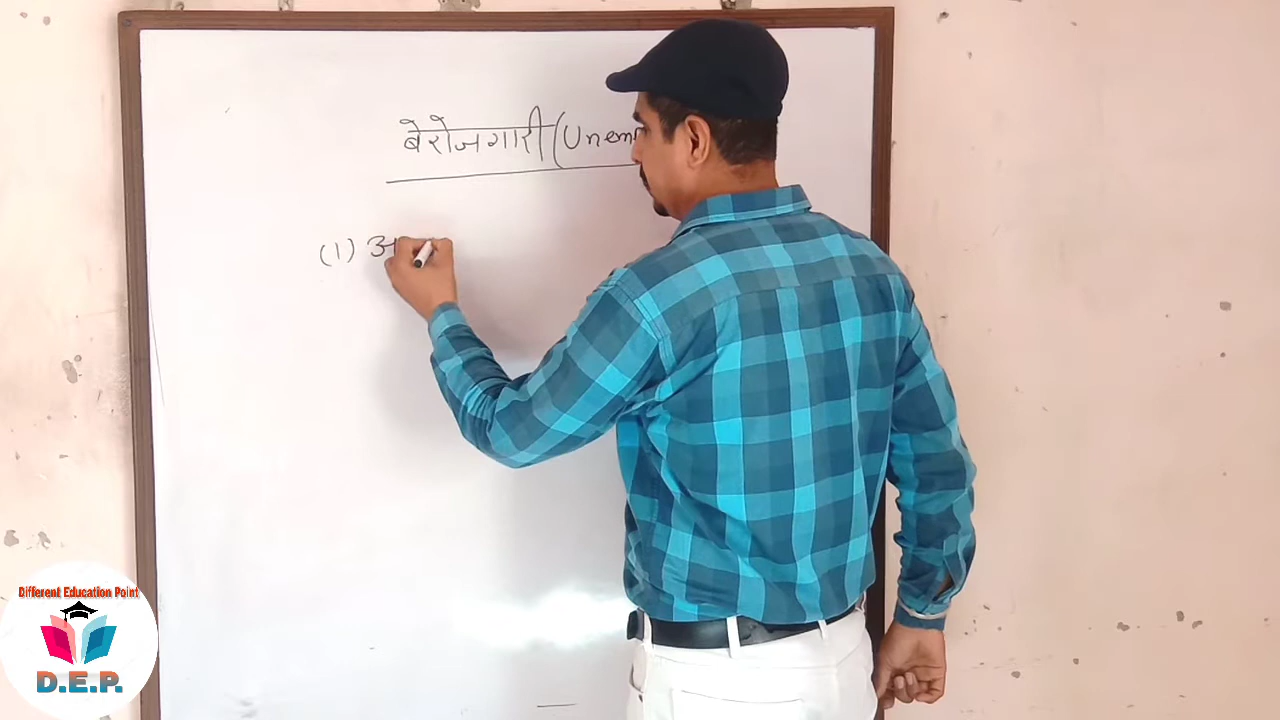 बेरोजगारी (Unem
(1) अ
Different Education Point
D.E.P.